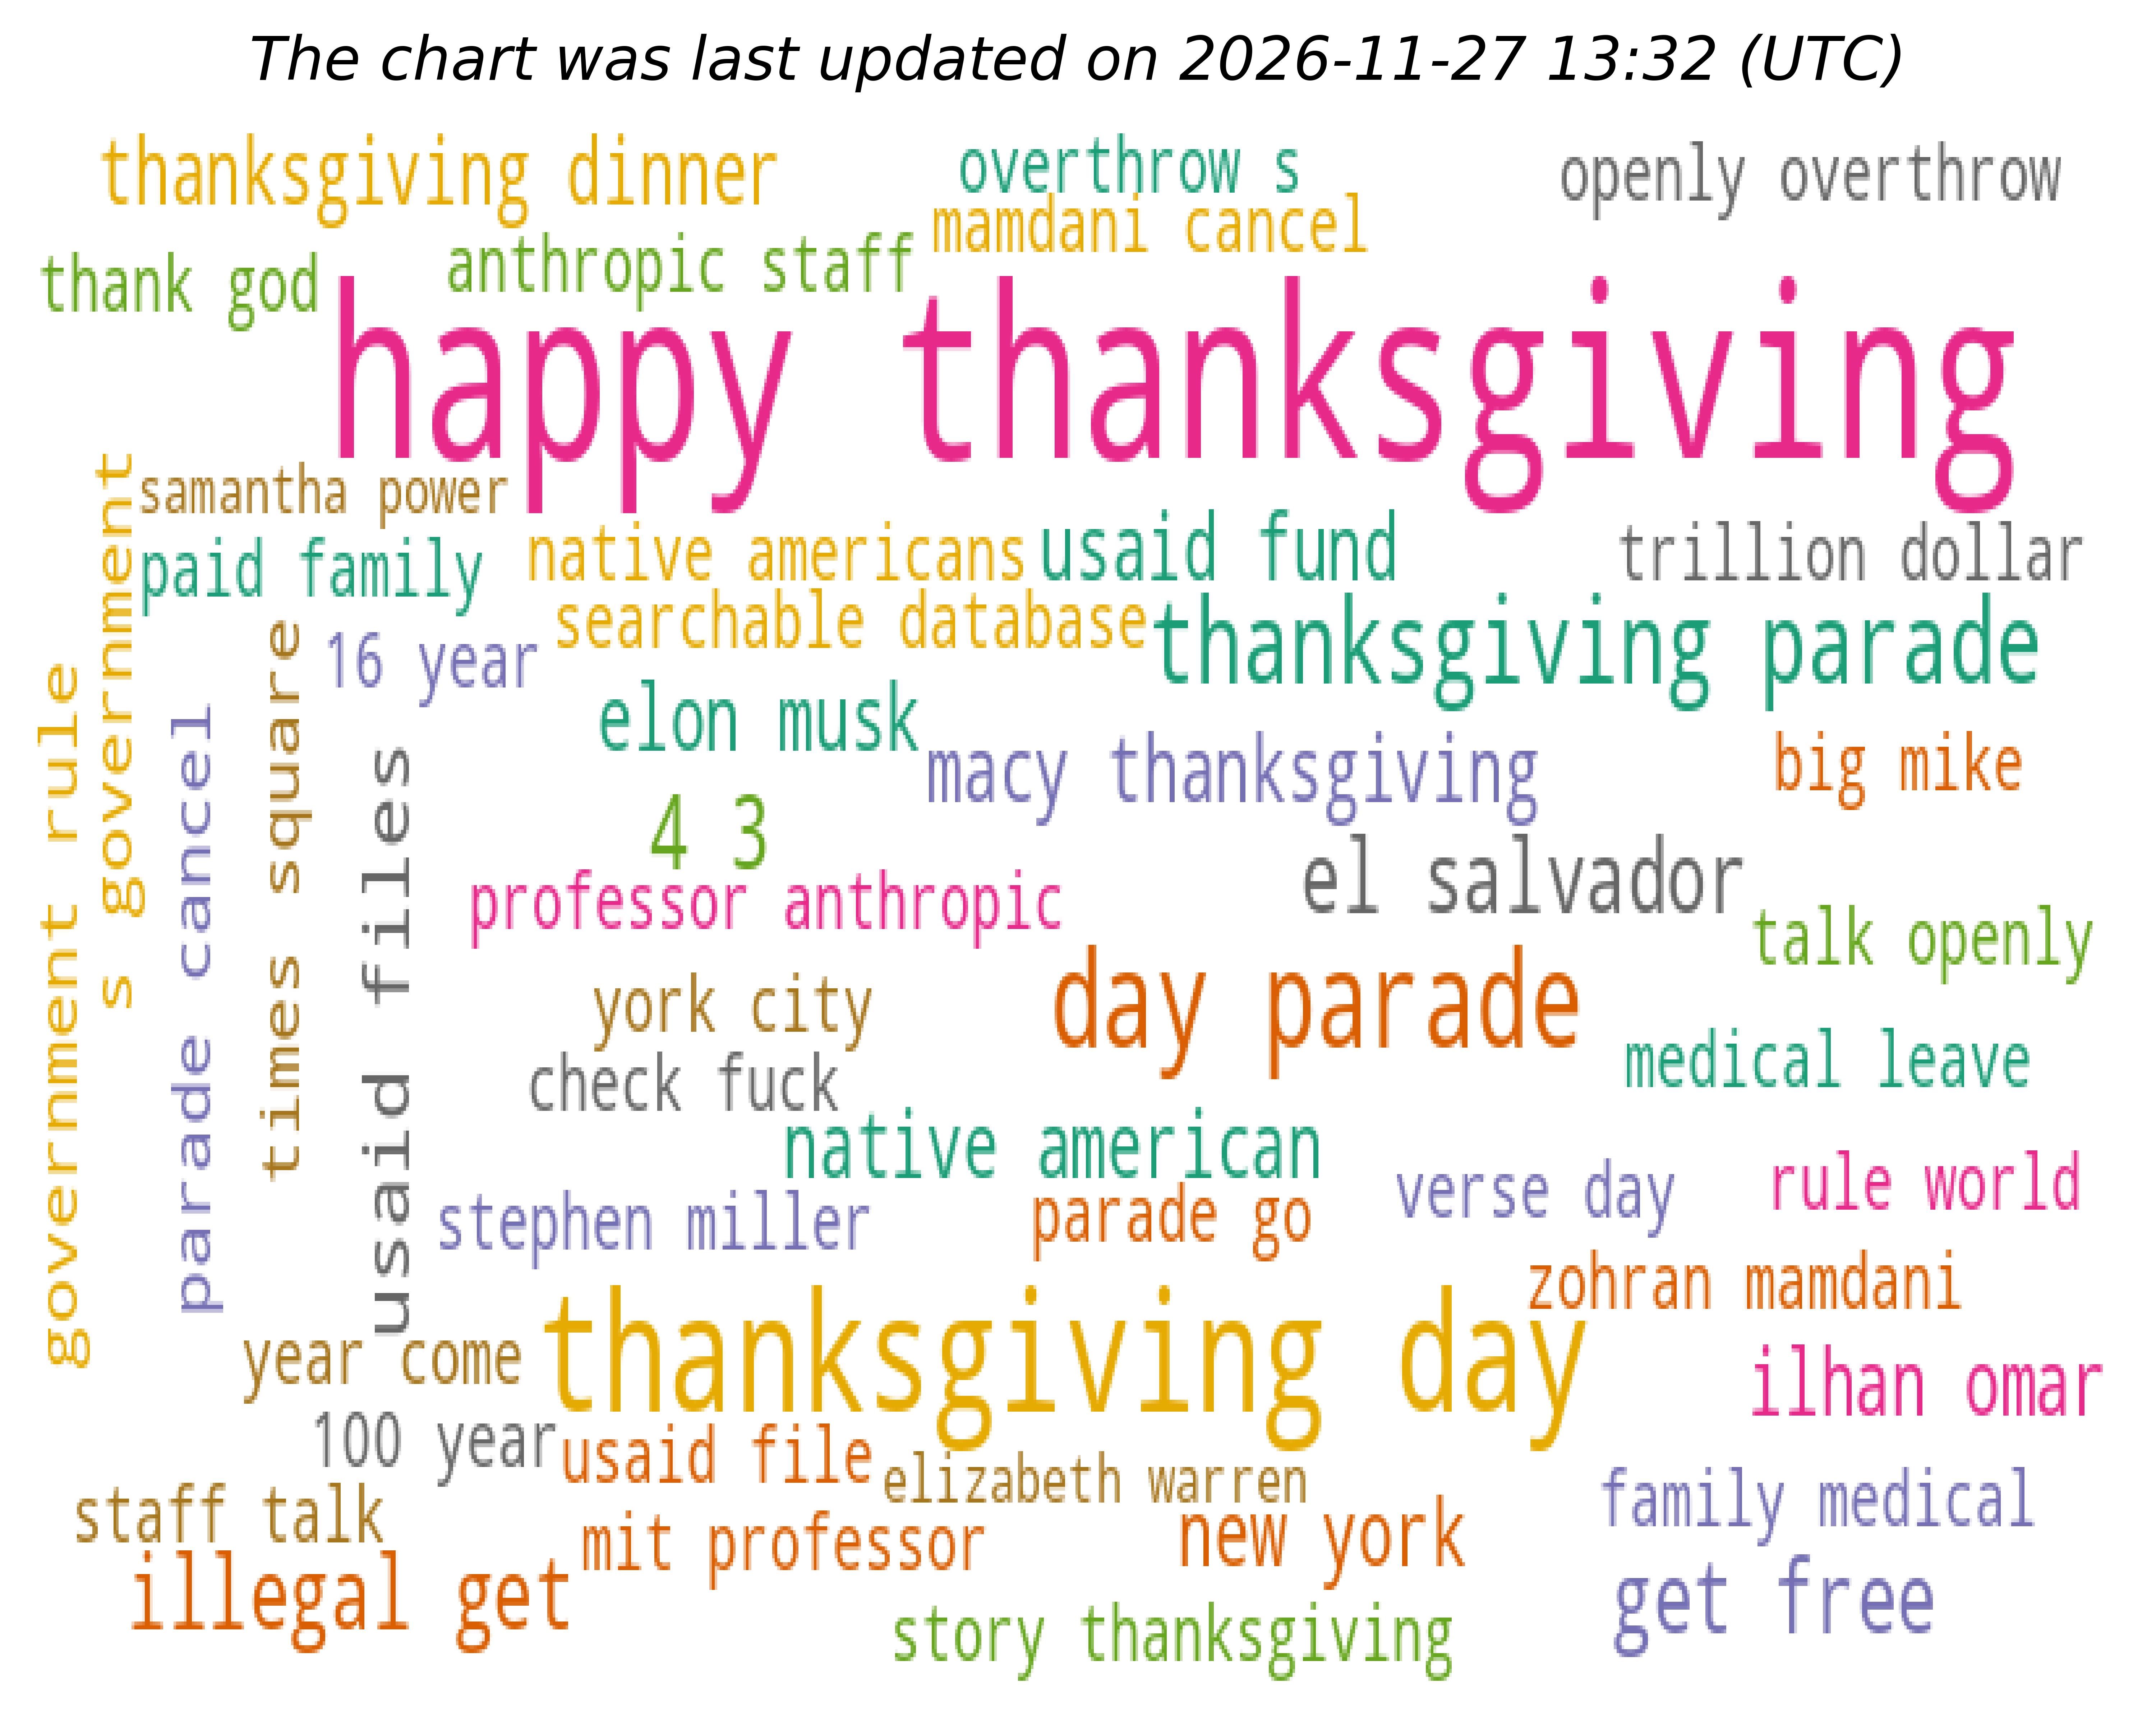 The chart was last updated on 2026-11-27 13:32 (UTC)
thanksgiving dinner
overthrow s
openly overthrow
mamdani cancel
thank god
anthropic staff
happy thanksgiving
samantha power
s government
paid family
native americans
usaid fund
trillion dollar
searchable database
thanksgiving parade
16 year
government rule
parade cancel
times square
usaid files
elon musk
macy thanksgiving
big mike
4 3
el salvador
professor anthropic
talk openly
york city
day parade
check fuck
medical leave
native american
stephen miller
parade go
verse day
rule world
zohran mamdani
year come
thanksgiving day
ilhan omar
100 year
usaid file
elizabeth warren
family medical
staff talk
mit professor
new york
illegal get
get free
story thanksgiving